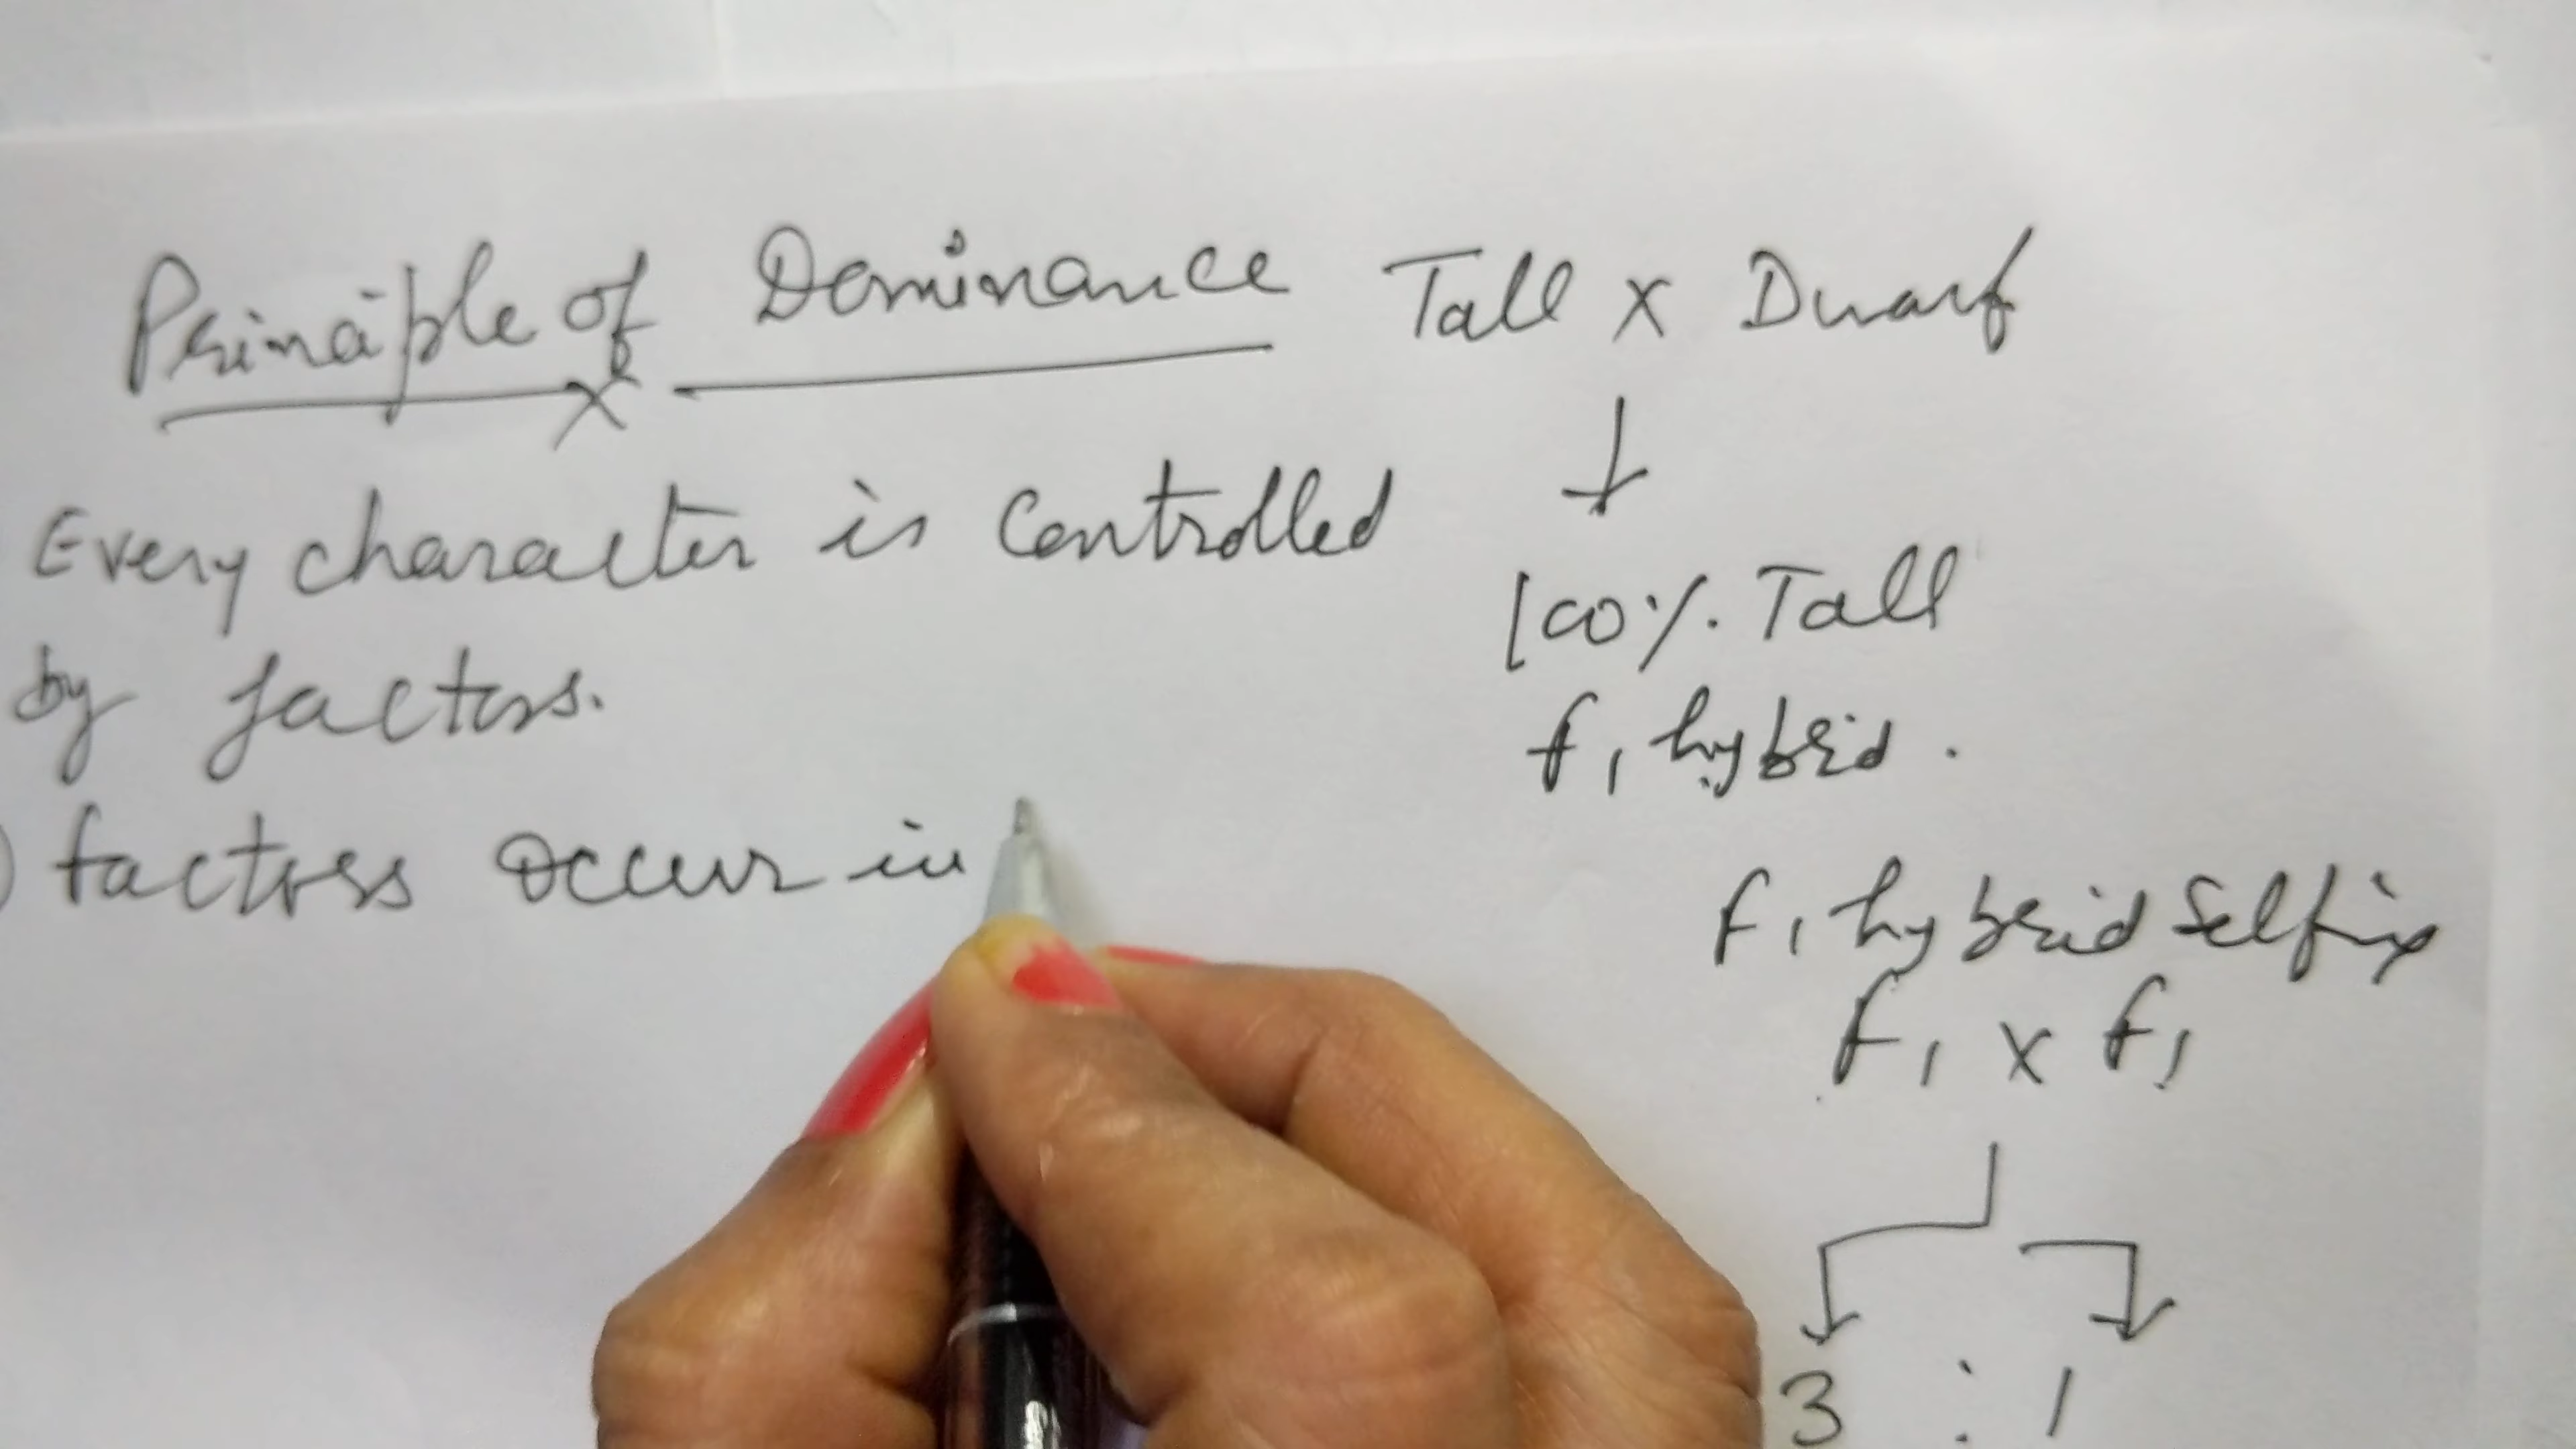 Principle of Dominance
Every character is controlled
by factors.
) factors occur in
Tall x Dwarf
100%. Tall
F1 hybrid.
F1 hybrid Selfing
F1 x F1
3 : 1